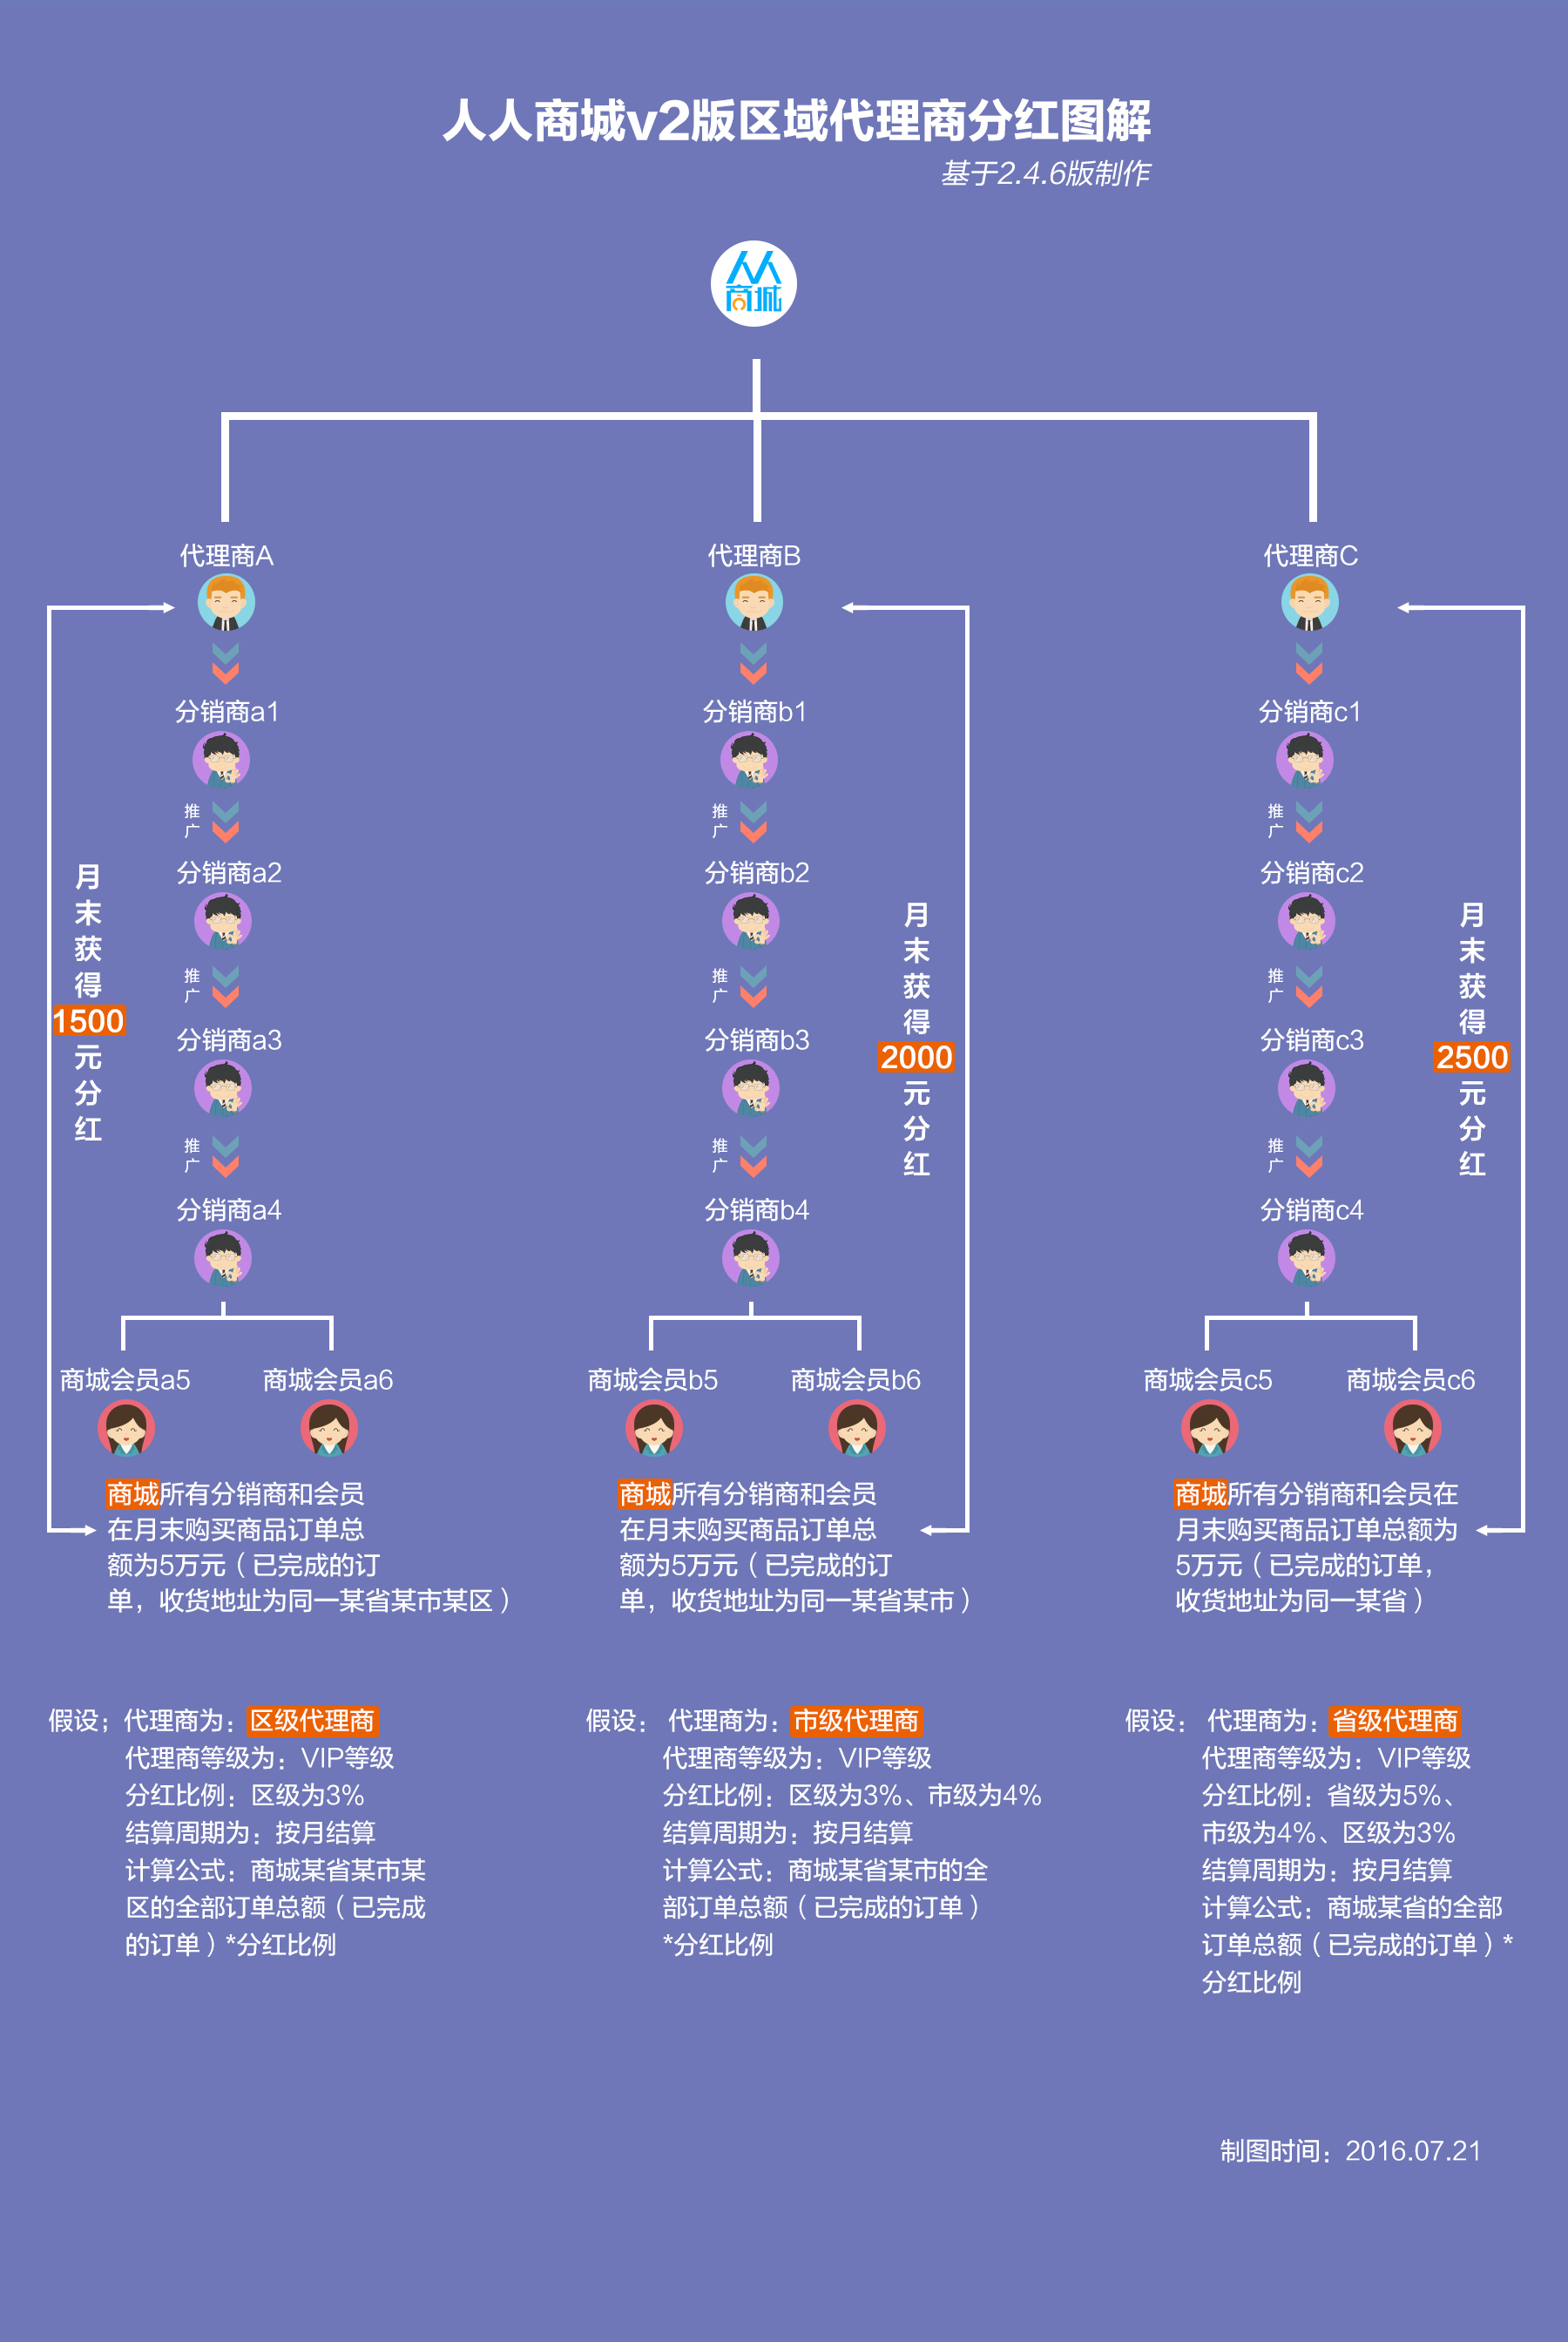 人人商城v2版区域代理商分红图解
基于2.4.6版制作
人人
商城
代理商A
分销商a1
推
广
分销商a2
推
广
分销商a3
推
广
分销商a4
商城会员a5
商城会员a6
月
末
获
得
1500
元
分
红
商城所有分销商和会员
在月末购买商品订单总
额为5万元（已完成的订
单，收货地址为同一某省某市某区）
假设；代理商为：区级代理商
代理商等级为：VIP等级
分红比例：区级为3%
结算周期为：按月结算
计算公式：商城某省某市某
区的全部订单总额（已完成
的订单）*分红比例
代理商B
分销商b1
推
广
分销商b2
推
广
分销商b3
推
广
分销商b4
商城会员b5
商城会员b6
月
末
获
得
2000
元
分
红
商城所有分销商和会员
在月末购买商品订单总
额为5万元（已完成的订
单，收货地址为同一某省某市）
假设： 代理商为：市级代理商
代理商等级为：VIP等级
分红比例：区级为3%、市级为4%
结算周期为：按月结算
计算公式：商城某省某市的全
部订单总额（已完成的订单）
*分红比例
代理商C
分销商c1
推
广
分销商c2
推
广
分销商c3
推
广
分销商c4
商城会员c5
商城会员c6
月
末
获
得
2500
元
分
红
商城所有分销商和会员在
月末购买商品订单总额为
5万元（已完成的订单，
收货地址为同一某省）
假设： 代理商为：省级代理商
代理商等级为：VIP等级
分红比例：省级为5%、
市级为4%、区级为3%
结算周期为：按月结算
计算公式：商城某省的全部
订单总额（已完成的订单）*
分红比例
制图时间：2016.07.21